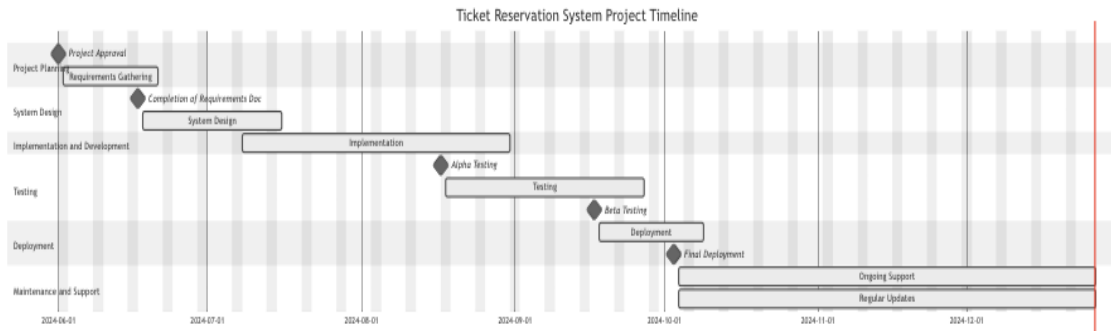 Ticket Reservation System Project Timeline
Project Approval
Project Planning
Requirements Gathering
Completion of Requirements Doc
System Design
System Design
Implementation
Implementation and Development
Alpha Testing
Testing
Testing
Beta Testing
Deployment
Deployment
Final Deployment
Ongoing Support
Maintenance and Support
Regular Updates
2024-06-01 2024-07-01 2024-08-01 2024-09-01 2024-10-01 2024-11-01 2024-12-01